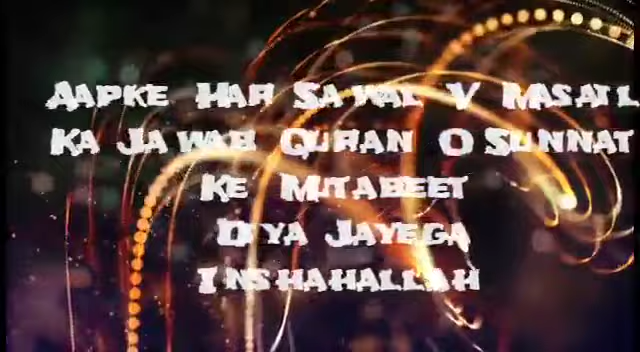 Aapke Har Sawal V Masail
Ka Jawab Quran O Sunnat
Ke Mutabeet
Diya Jayega
Inshahallah